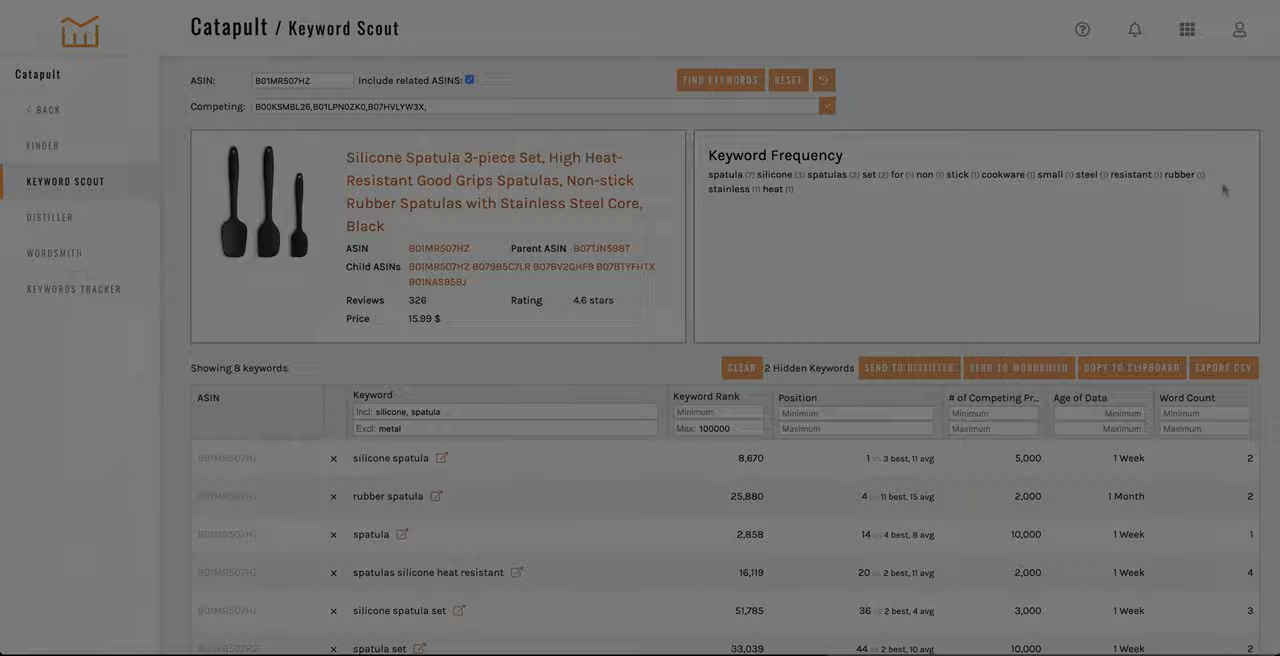 Catapult / Keyword Scout
Catapult
< BACK
FINDER
KEYWORD SCOUT
DISTILLER
WORDSMITH
KEYWORDS TRACKER
ASIN: B01MR507HZ Include related ASINS: FIND KEYWORDS RESET
Competing: B00KSMBL26,B01LPN0ZK0,B07HVLYW3X,
Silicone Spatula 3-piece Set, High Heat-
Resistant Good Grips Spatulas, Non-stick
Rubber Spatulas with Stainless Steel Core,
Black
ASIN B01MR507HZ Parent ASIN B07TJN598T
Child ASINs B01MR507HZ B079B5C7LR B07BV2GHF9 B07BTYFHTX
B01NAS95BJ
Reviews 326 Rating 4.6 stars
Price 15.99 $
Keyword Frequency
spatula (7) silicone (3) spatulas (3) set (2) for (1) non (1) stick (1) cookware (1) small (1) steel (1) resistant (1) rubber (1)
stainless (1) heat (1)
Showing 8 keywords
CLEAR 2 Hidden Keywords SEND TO DISTILLER SEND TO WORDSMITH COPY TO CLIPBOARD EXPORT CSV
ASIN Keyword Keyword Rank Position # of Competing Pr... Age of Data Word Count
Incl: silicone, spatula Minimum Minimum Minimum Minimum Minimum
Excl: metal Max: 100000 Maximum Maximum Maximum Maximum
B01MR507HZ × silicone spatula 8,670 1 vs 3 best, 11 avg 5,000 1 Week 2
B01MR507HZ × rubber spatula 25,880 4 vs 11 best, 15 avg 2,000 1 Month 2
B01MR507HZ × spatula 2,858 14 vs 4 best, 8 avg 10,000 1 Week 1
B01MR507HZ × spatulas silicone heat resistant 16,119 20 vs 2 best, 11 avg 2,000 1 Week 4
B01MR507HZ × silicone spatula set 51,785 36 vs 2 best, 4 avg 3,000 1 Week 3
B01MR507HZ × spatula set 33,039 44 vs 2 best, 10 avg 10,000 1 Week 2